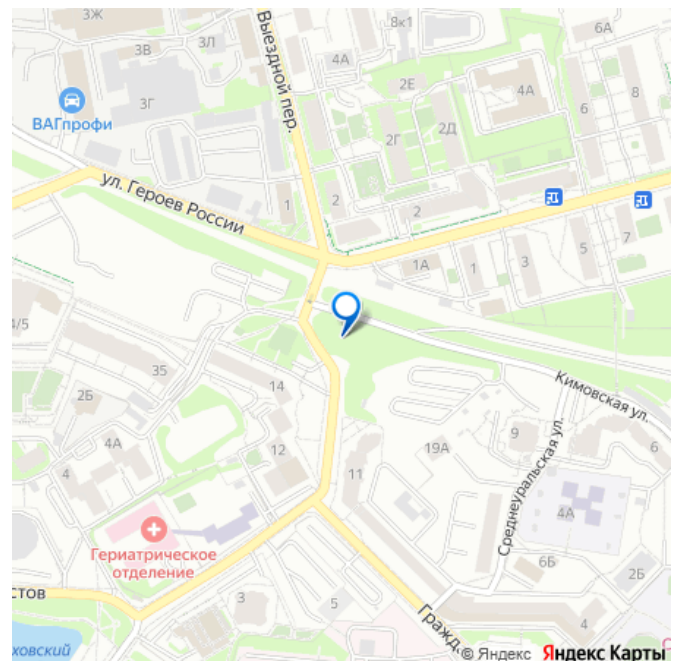 3Ж
3В
3Л
8к1
6А
4А
2Е
4А
6
8
3Г
ВАГпрофи
Выездной пер.
2Г
2Д
ул. Героев России
1
2
2
1А
1
3
5
7
4/5
35
2Б
14
Кимовская ул.
4А
4
12
11
19А
9
6
Среднеуральская ул.
4А
Гериатрическое
отделение
6Б
2Б
стов
3
5
4
Гражд.
ховский
© Яндекс Яндекс Карты